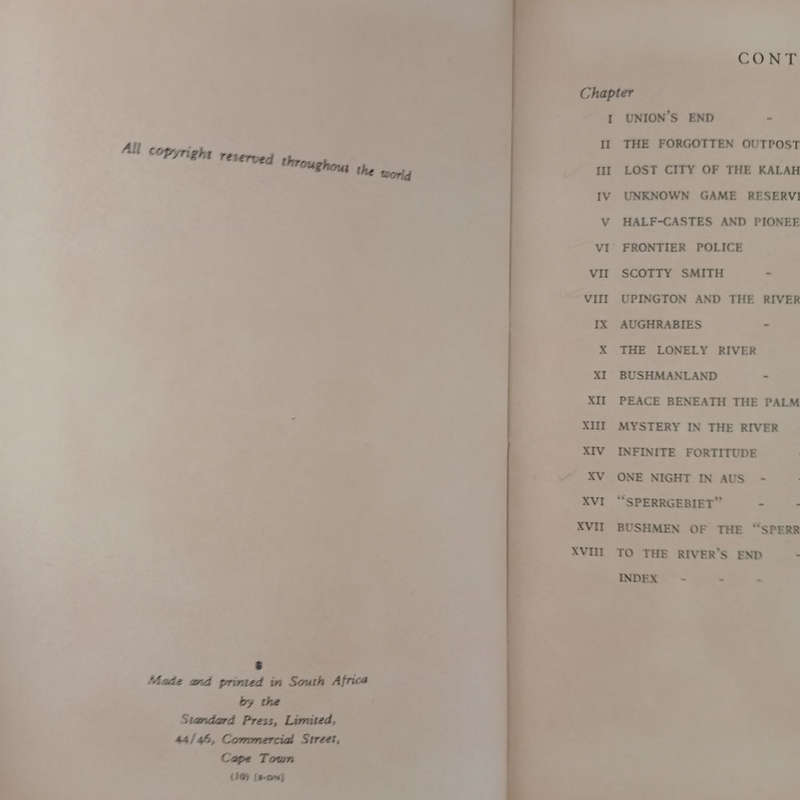 All copyright reserved throughout the world
Made and printed in South Africa
by the
Standard Press, Limited,
44/46, Commercial Street,
Cape Town
CONT
Chapter
I UNION'S END -
II THE FORGOTTEN OUTPOST
III LOST CITY OF THE KALAH
IV UNKNOWN GAME RESERV
V HALF-CASTES AND PIONEE
VI FRONTIER POLICE
VII SCOTTY SMITH -
VIII UPINGTON AND THE RIVER
IX AUGHRABIES -
X THE LONELY RIVER
XI BUSHMANLAND -
XII PEACE BENEATH THE PALM
XIII MYSTERY IN THE RIVER
XIV INFINITE FORTITUDE -
XV ONE NIGHT IN AUS - -
XVI "SPERRGEBIET" - -
XVII BUSHMEN OF THE "SPERR
XVIII TO THE RIVER'S END -
INDEX - - -